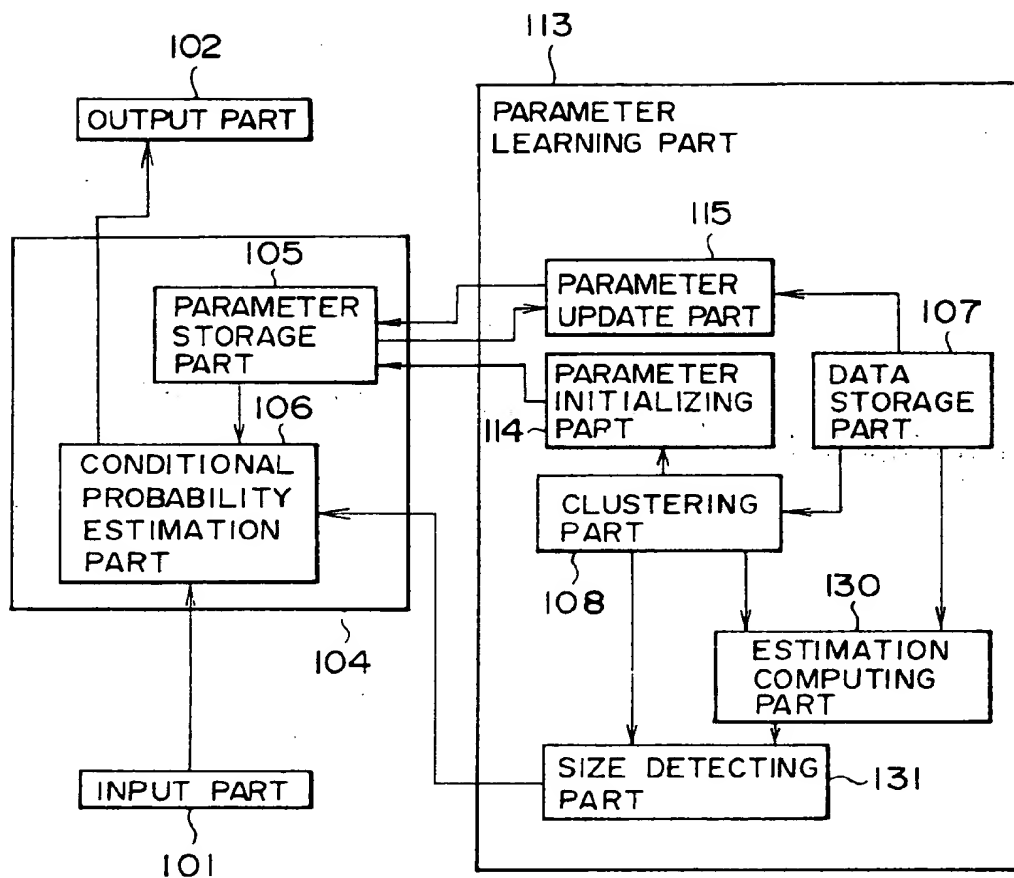 113
102
OUTPUT PART
PARAMETER
LEARNING PART
115
105
PARAMETER
STORAGE
PART
PARAMETER
UPDATE PART
107
DATA
STORAGE
PART
PARAMETER
INITIALIZING
PART
114
106
CONDITIONAL
PROBABILITY
ESTIMATION
PART
CLUSTERING
PART
108
130
104
ESTIMATION
COMPUTING
PART
SIZE DETECTING
PART
131
INPUT PART
101